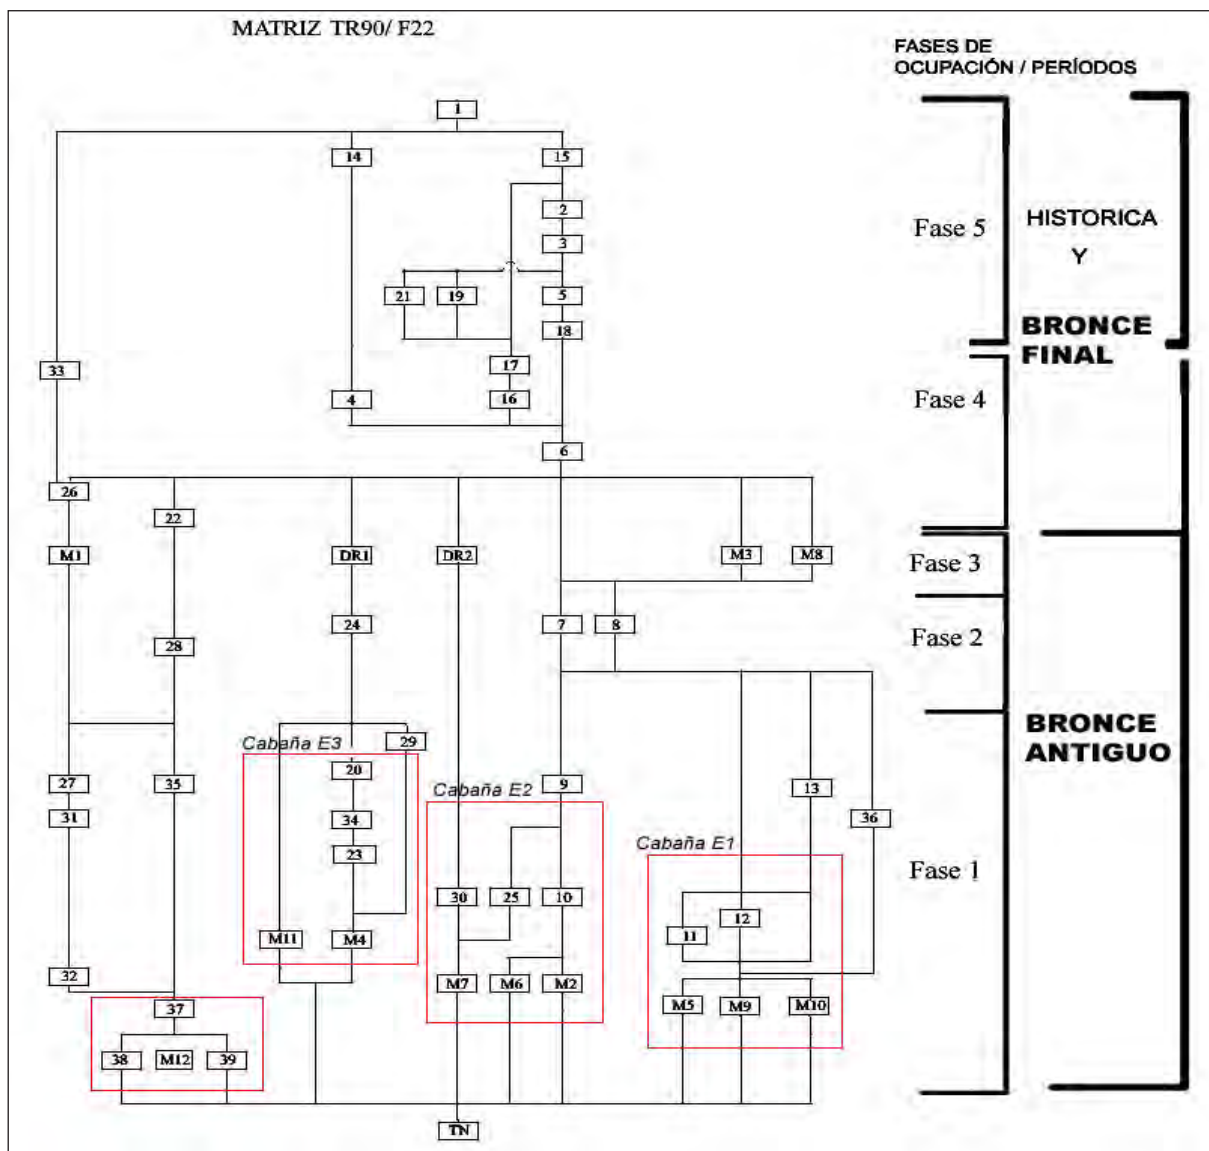 MATRIZ TR90/ F22
FASES DE
OCUPACIÓN / PERÍODOS
1
14
15
2
3
21
19
5
18
17
33
4
16
6
26
22
M1
DR1
DR2
M3
M8
24
7
8
28
29
Cabaña E3
20
27
35
Cabaña E2
9
13
31
34
36
23
Cabaña E1
30
25
10
12
11
M11
M4
32
M7
M6
M2
37
M5
M9
M10
38
M12
39
TN
Fase 5
HISTORICA
Y
BRONCE
FINAL
Fase 4
Fase 3
Fase 2
BRONCE
ANTIGUO
Fase 1